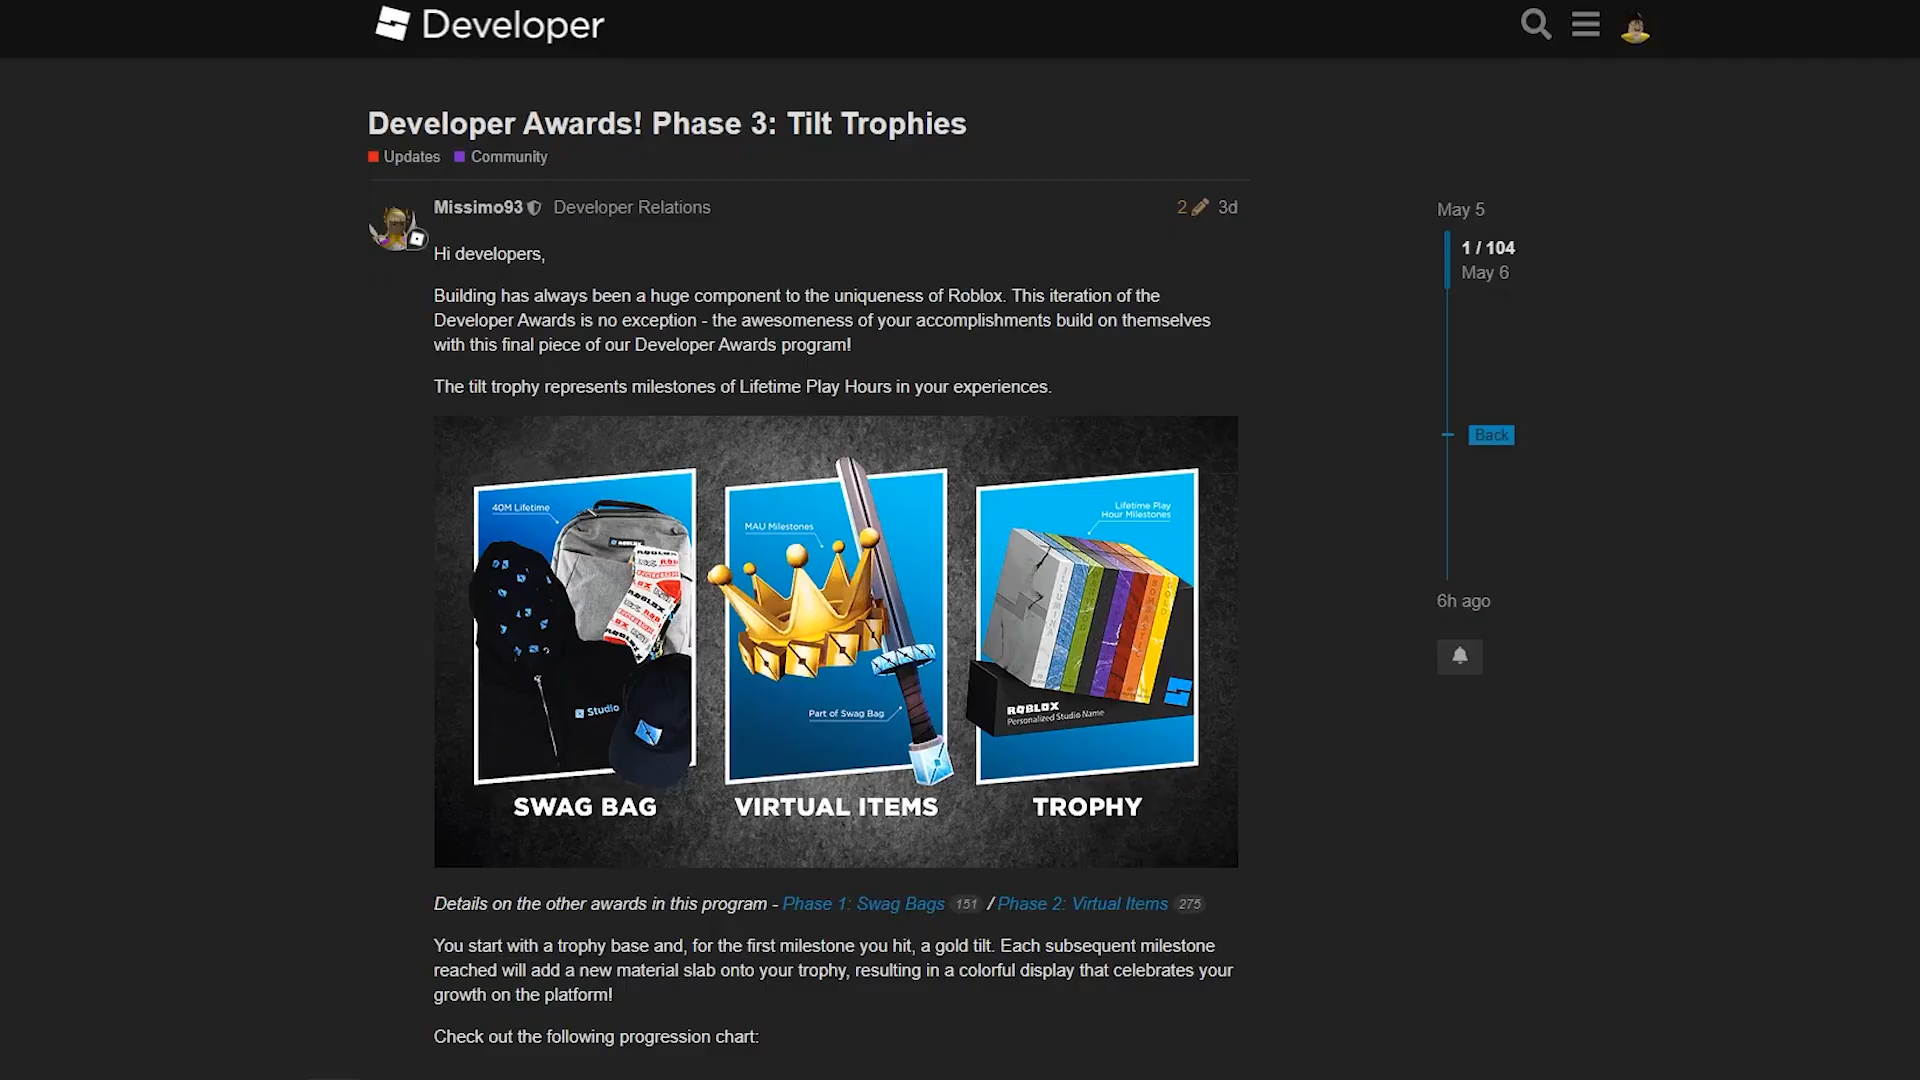 Developer
Developer Awards! Phase 3: Tilt Trophies
Updates Community
Missimo93 Developer Relations 2 3d
Hi developers,
Building has always been a huge component to the uniqueness of Roblox. This iteration of the
Developer Awards is no exception - the awesomeness of your accomplishments build on themselves
with this final piece of our Developer Awards program!
The tilt trophy represents milestones of Lifetime Play Hours in your experiences.
40M Lifetime
ROBLOX
Studio
SWAG BAG
MAU Milestones
Part of Swag Bag
VIRTUAL ITEMS
Lifetime Play
Hour Milestones
ROBLOX
Personalized Studio Name
TROPHY
Details on the other awards in this program - Phase 1: Swag Bags 151 / Phase 2: Virtual Items 275
You start with a trophy base and, for the first milestone you hit, a gold tilt. Each subsequent milestone
reached will add a new material slab onto your trophy, resulting in a colorful display that celebrates your
growth on the platform!
Check out the following progression chart:
May 5
1 / 104
May 6
Back
6h ago